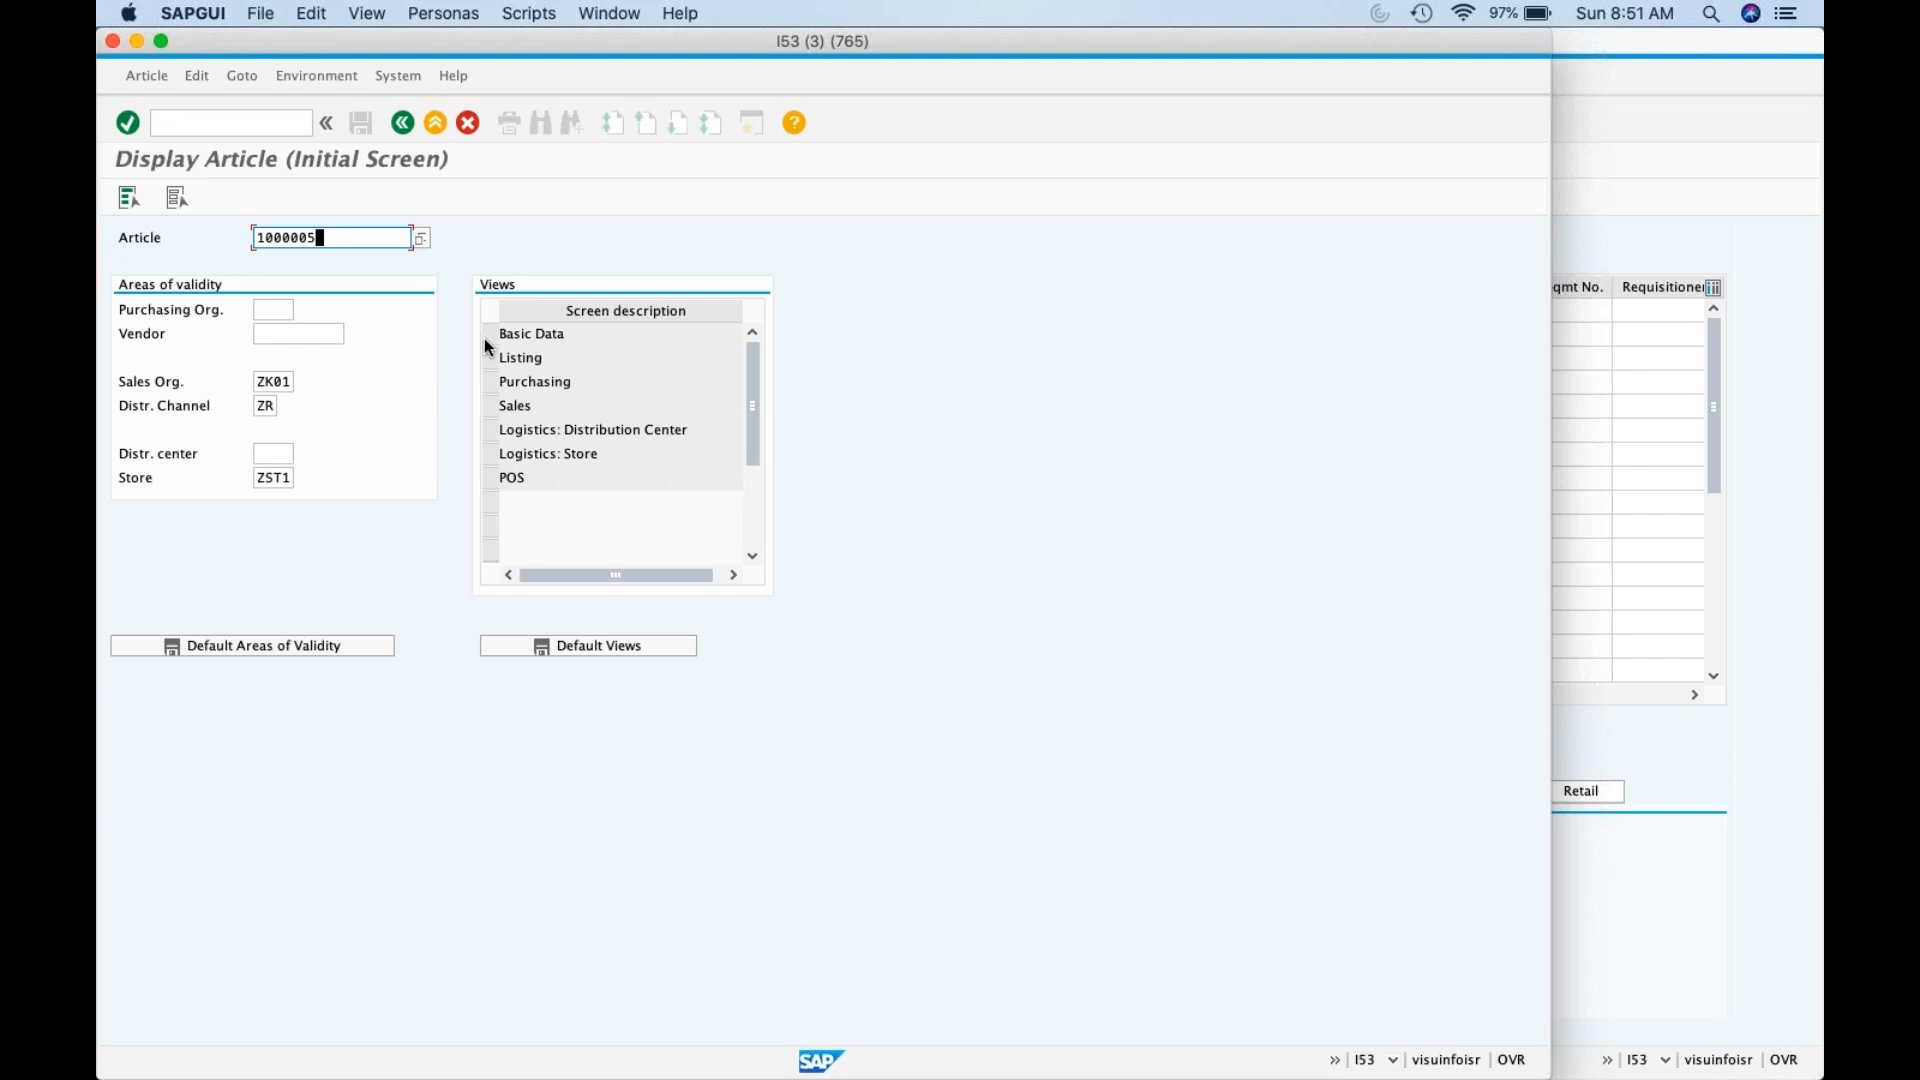 SAPGUI File Edit View Personas Scripts Window Help 97% Sun 8:51 AM
I53 (3) (765)
Article Edit Goto Environment System Help
Display Article (Initial Screen)
Article 1000005
Areas of validity
Purchasing Org.
Vendor
Sales Org. ZK01
Distr. Channel ZR
Distr. center
Store ZST1
Views
Screen description
Basic Data
Listing
Purchasing
Sales
Logistics: Distribution Center
Logistics: Store
POS
Default Areas of Validity
Default Views
qmt No. Requisitioner
Retail
SAP
I53 visuinfoisr OVR
I53 visuinfoisr OVR